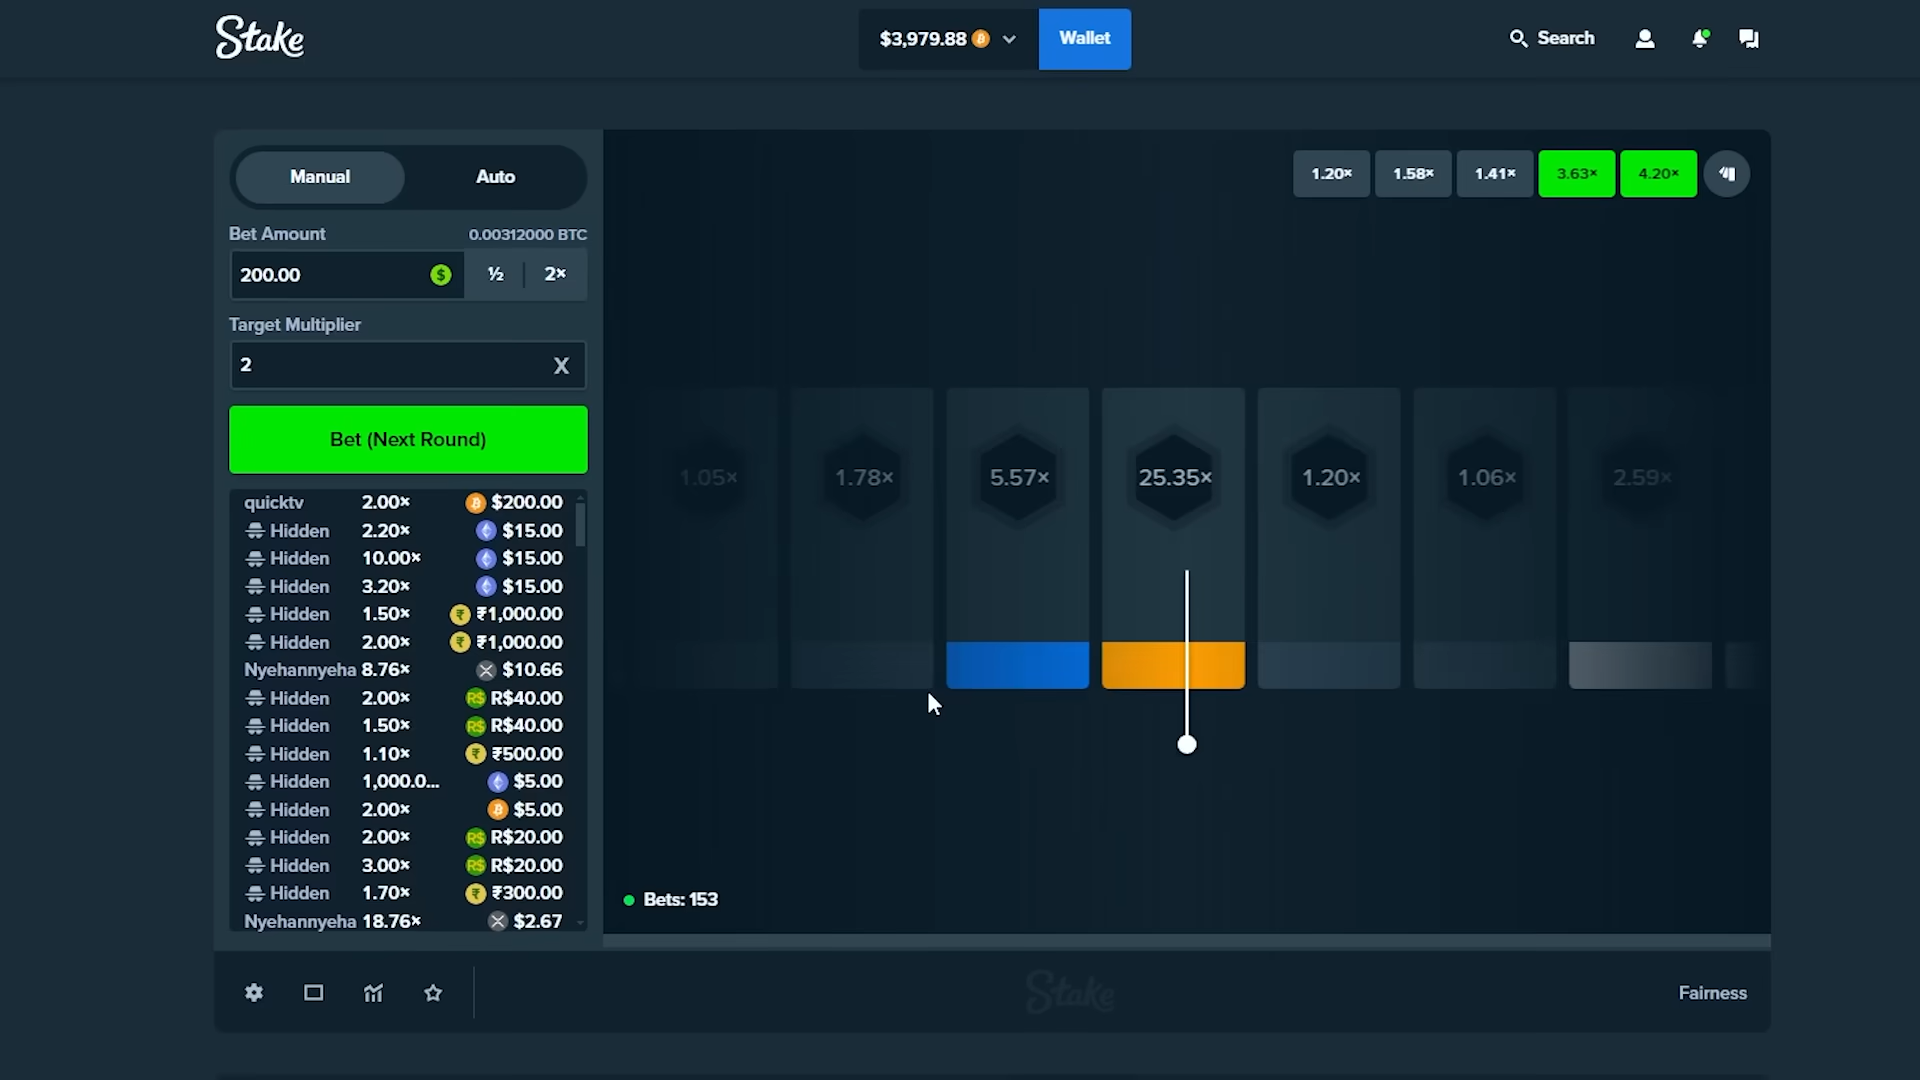 Stake
$3,979.88
Wallet
Search
Manual
Auto
Bet Amount
0.00312000 BTC
200.00
½
2×
Target Multiplier
2
X
Bet (Next Round)
quicktv 2.00× $200.00
Hidden 2.20× $15.00
Hidden 10.00× $15.00
Hidden 3.20× $15.00
Hidden 1.50× ₹1,000.00
Hidden 2.00× ₹1,000.00
Nyehannyeha 8.76× $10.66
Hidden 2.00× R$40.00
Hidden 1.50× R$40.00
Hidden 1.10× ₹500.00
Hidden 1,000.0... $5.00
Hidden 2.00× $5.00
Hidden 2.00× R$20.00
Hidden 3.00× R$20.00
Hidden 1.70× ₹300.00
Nyehannyeha 18.76× $2.67
1.20× 1.58× 1.41× 3.63× 4.20×
1.05× 1.78× 5.57× 25.35× 1.20× 1.06× 2.59×
Bets: 153
Stake
Fairness